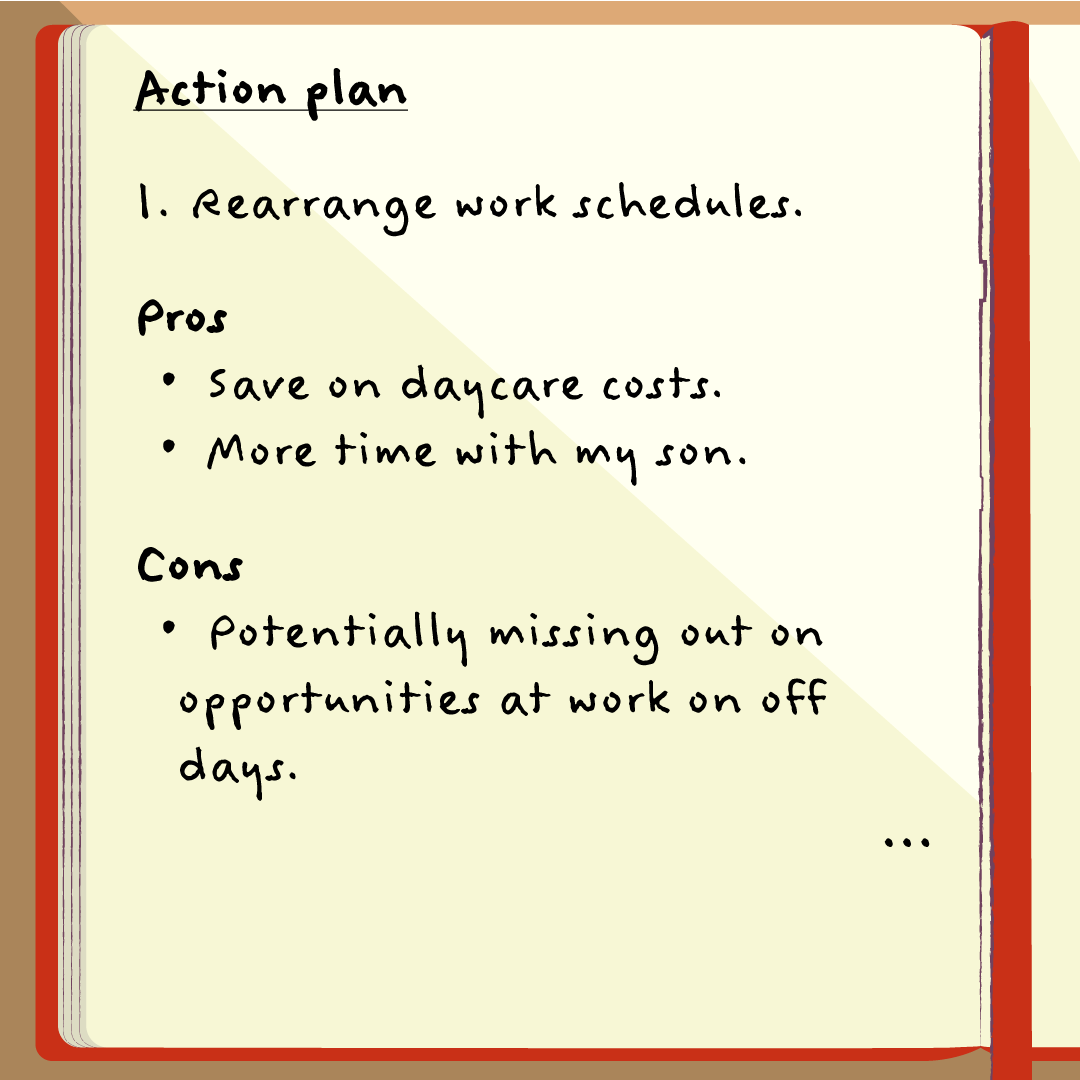 Action plan
1. Rearrange work schedules.
Pros
• Save on daycare costs.
• More time with my son.
Cons
• Potentially missing out on
opportunities at work on off
days.
...